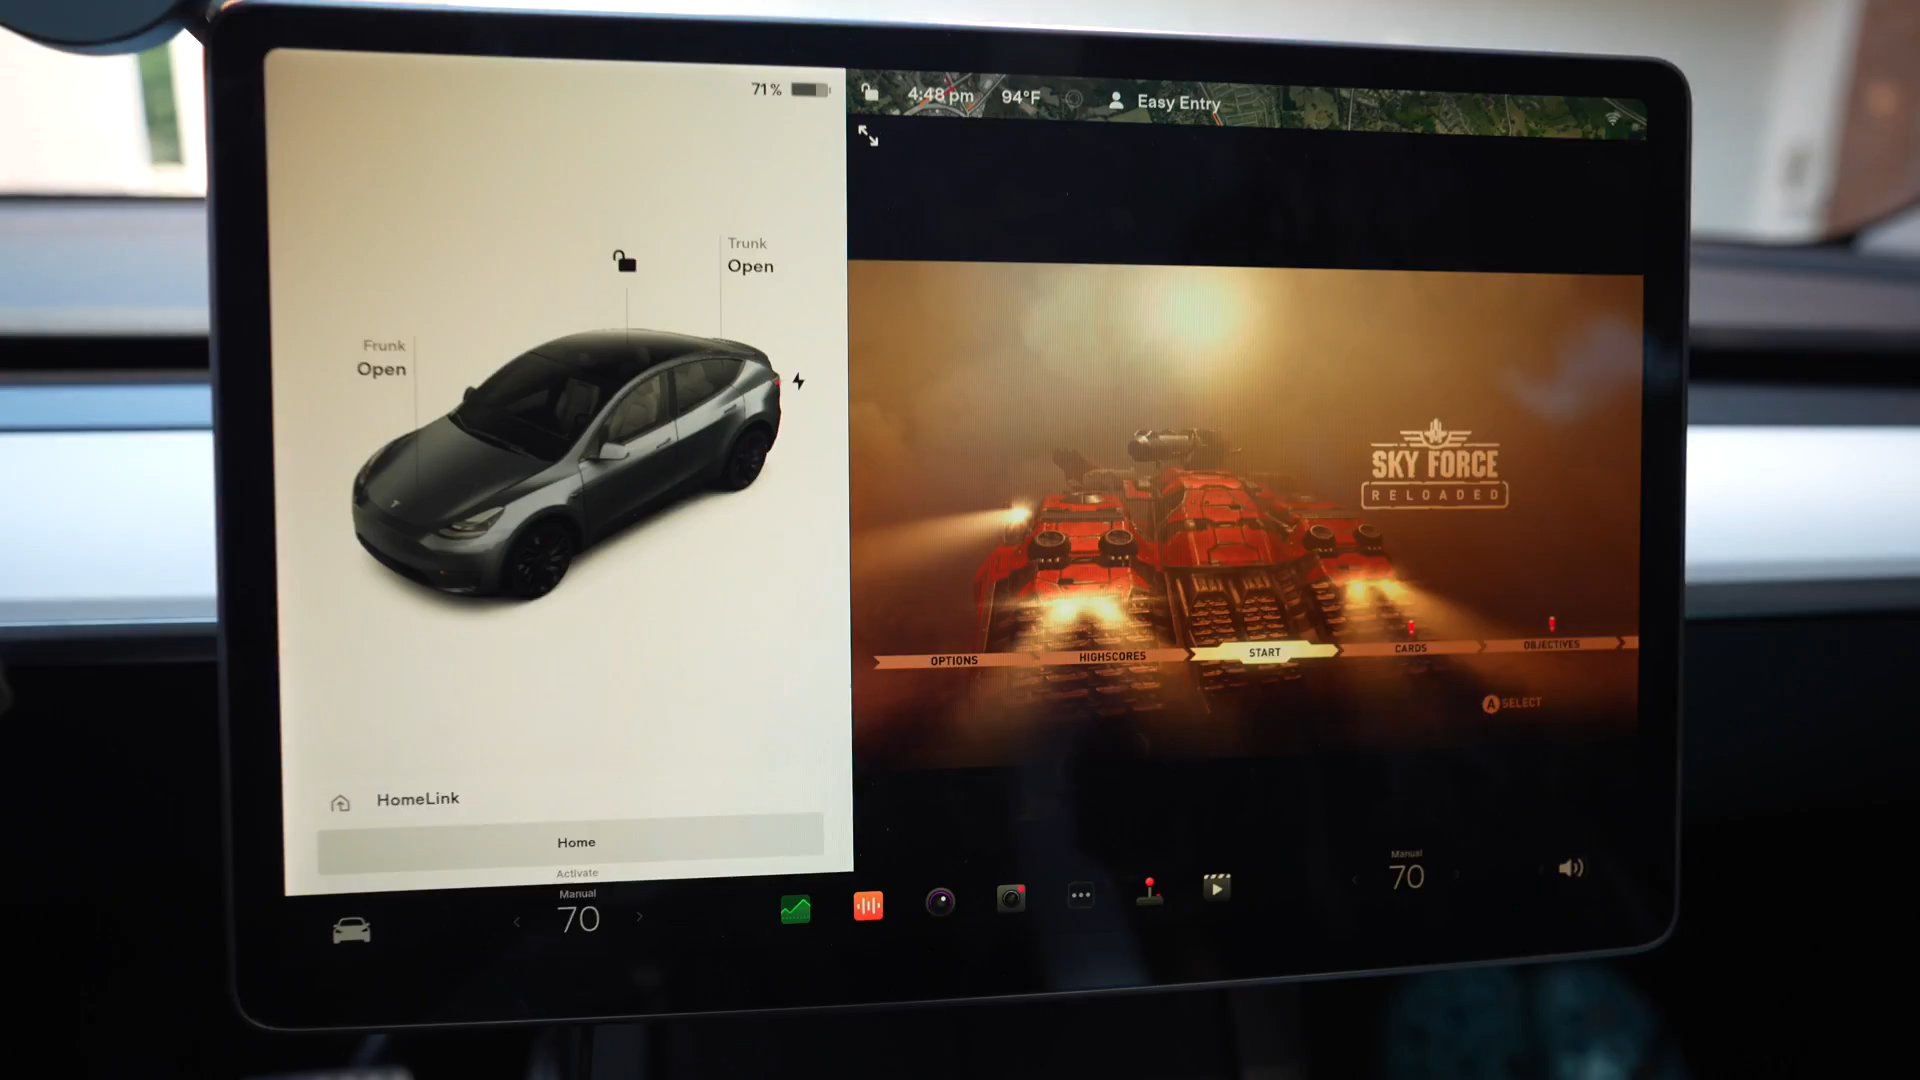 71%
4:48 pm 94°F Easy Entry
Trunk
Open
Frunk
Open
SKY FORCE
RELOADED
OPTIONS HIGHSCORES START CARDS OBJECTIVES
A SELECT
HomeLink
Home
Activate
Manual
70
Manual
70